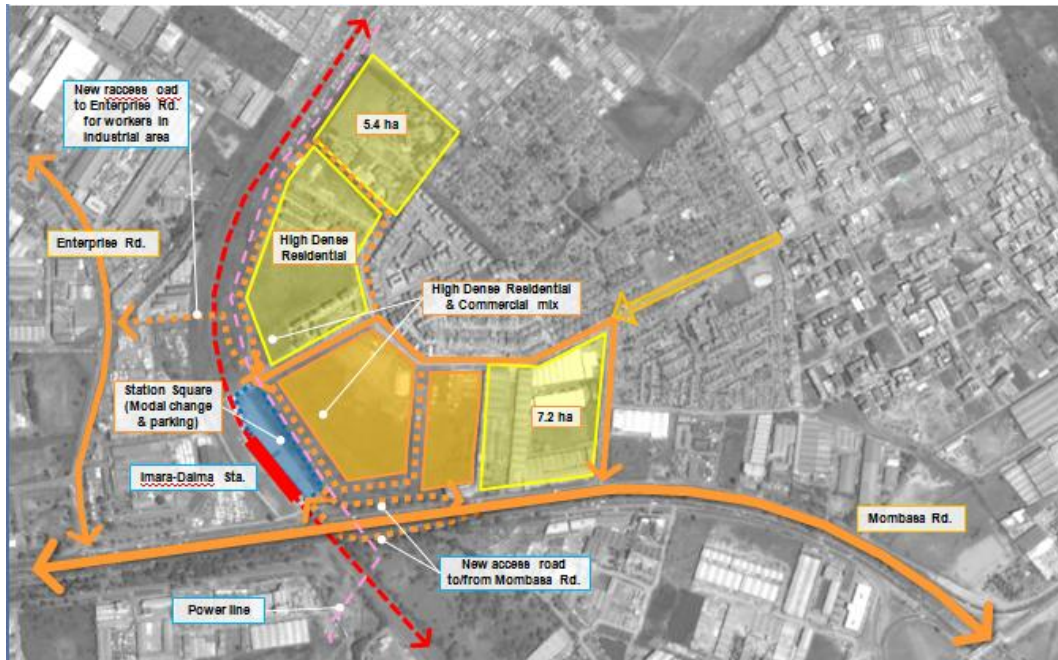 New raccess oad
to Enterprise Rd.
for workers in
Industrial area
5.4 ha
Enterprise Rd.
High Dense
Residential
High Dense Residential
& Commercial mix
Station Square
(Modal change
& parking)
7.2 ha
Imara-Daima Sta.
Mombasa Rd.
New access road
to/from Mombasa Rd.
Power line